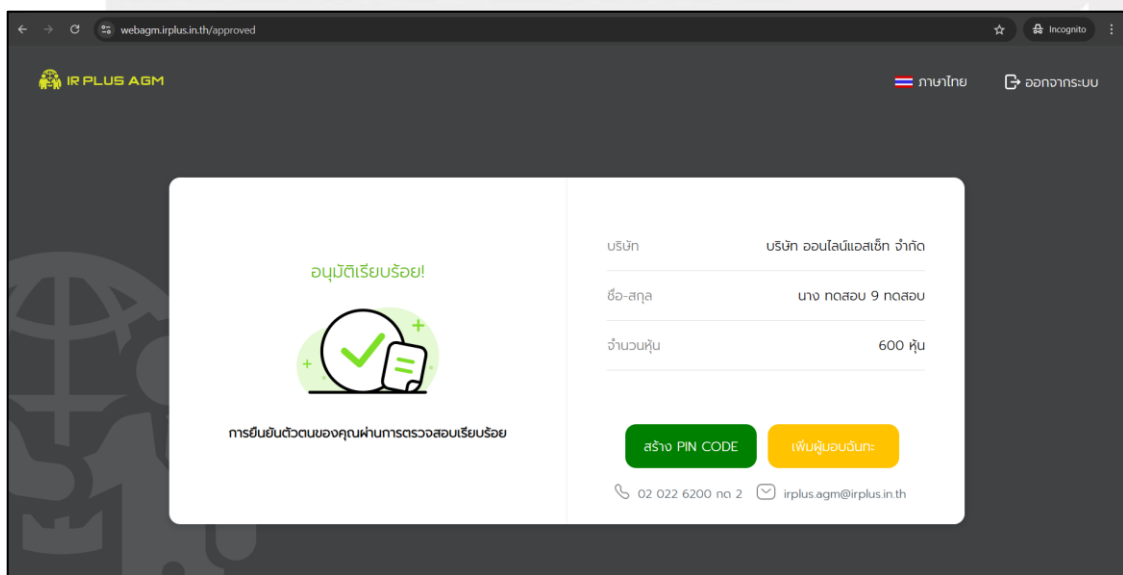 webagm.irplus.in.th/approved
Incognito
IR PLUS AGM
ภาษาไทย
ออกจากระบบ
อนุมัติเรียบร้อย!
การยืนยันตัวตนของคุณผ่านการตรวจสอบเรียบร้อย
บริษัท บริษัท ออนไลน์แอสเซ็ท จำกัด
ชื่อ-สกุล นาง ทดสอบ 9 ทดสอบ
จำนวนหุ้น 600 หุ้น
สร้าง PIN CODE
เพิ่มผู้มอบฉันทะ
02 022 6200 กด 2 irplus.agm@irplus.in.th